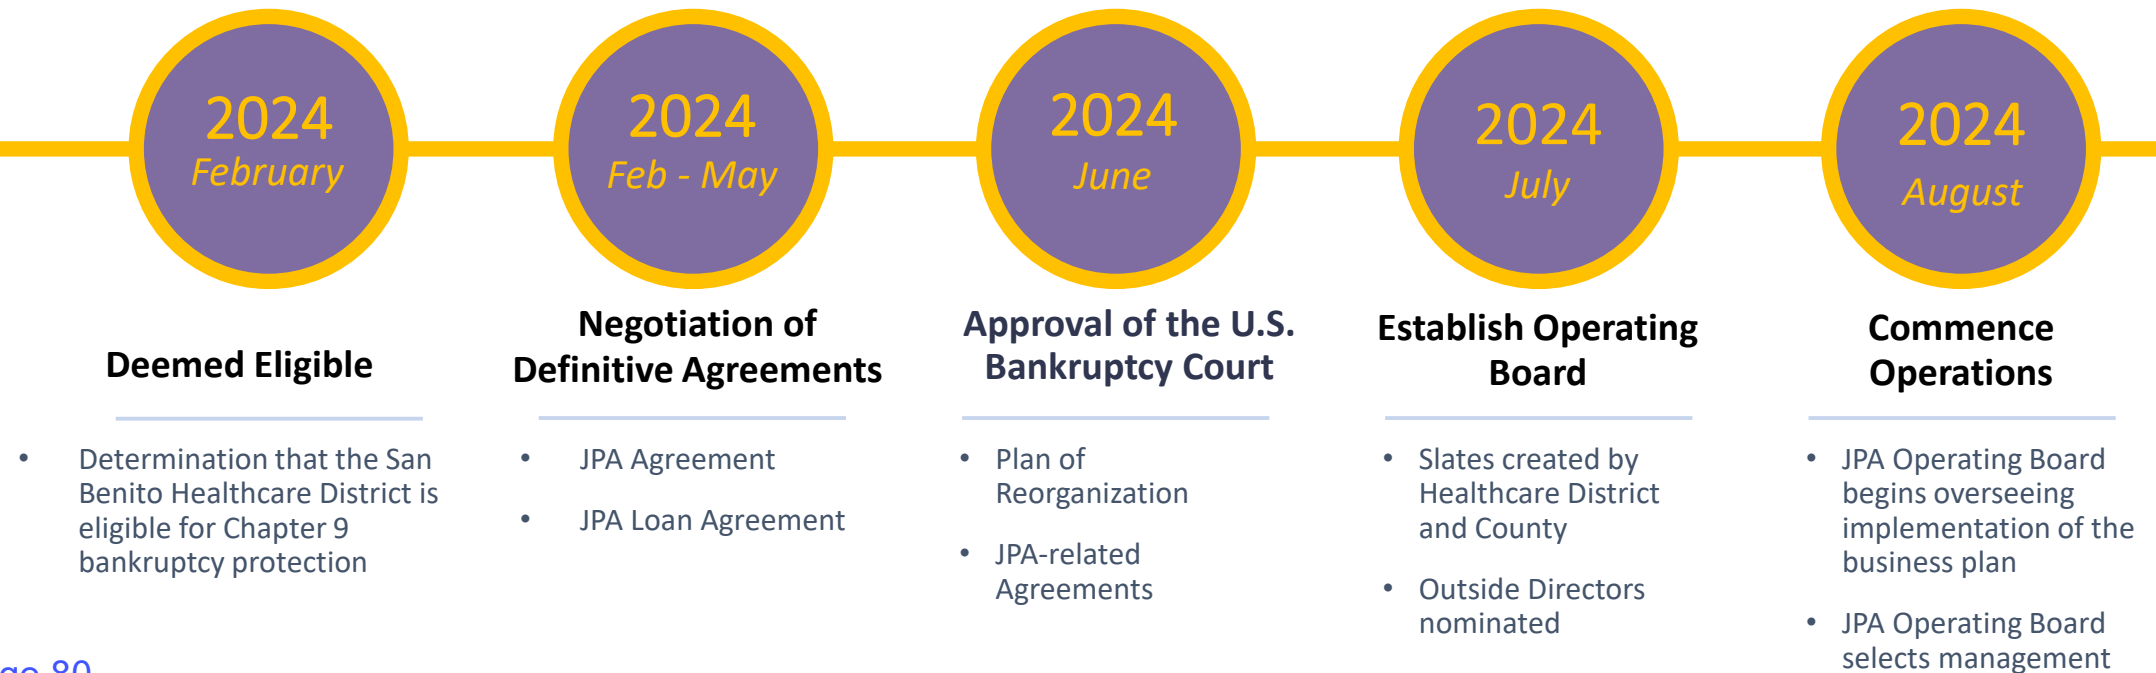 2024
February
Deemed Eligible
• Determination that the San
Benito Healthcare District is
eligible for Chapter 9
bankruptcy protection
2024
Feb - May
Negotiation of
Definitive Agreements
• JPA Agreement
• JPA Loan Agreement
2024
June
Approval of the U.S.
Bankruptcy Court
• Plan of
Reorganization
• JPA-related
Agreements
2024
July
Establish Operating
Board
• Slates created by
Healthcare District
and County
• Outside Directors
nominated
2024
August
Commence
Operations
• JPA Operating Board
begins overseeing
implementation of the
business plan
• JPA Operating Board
selects management
80